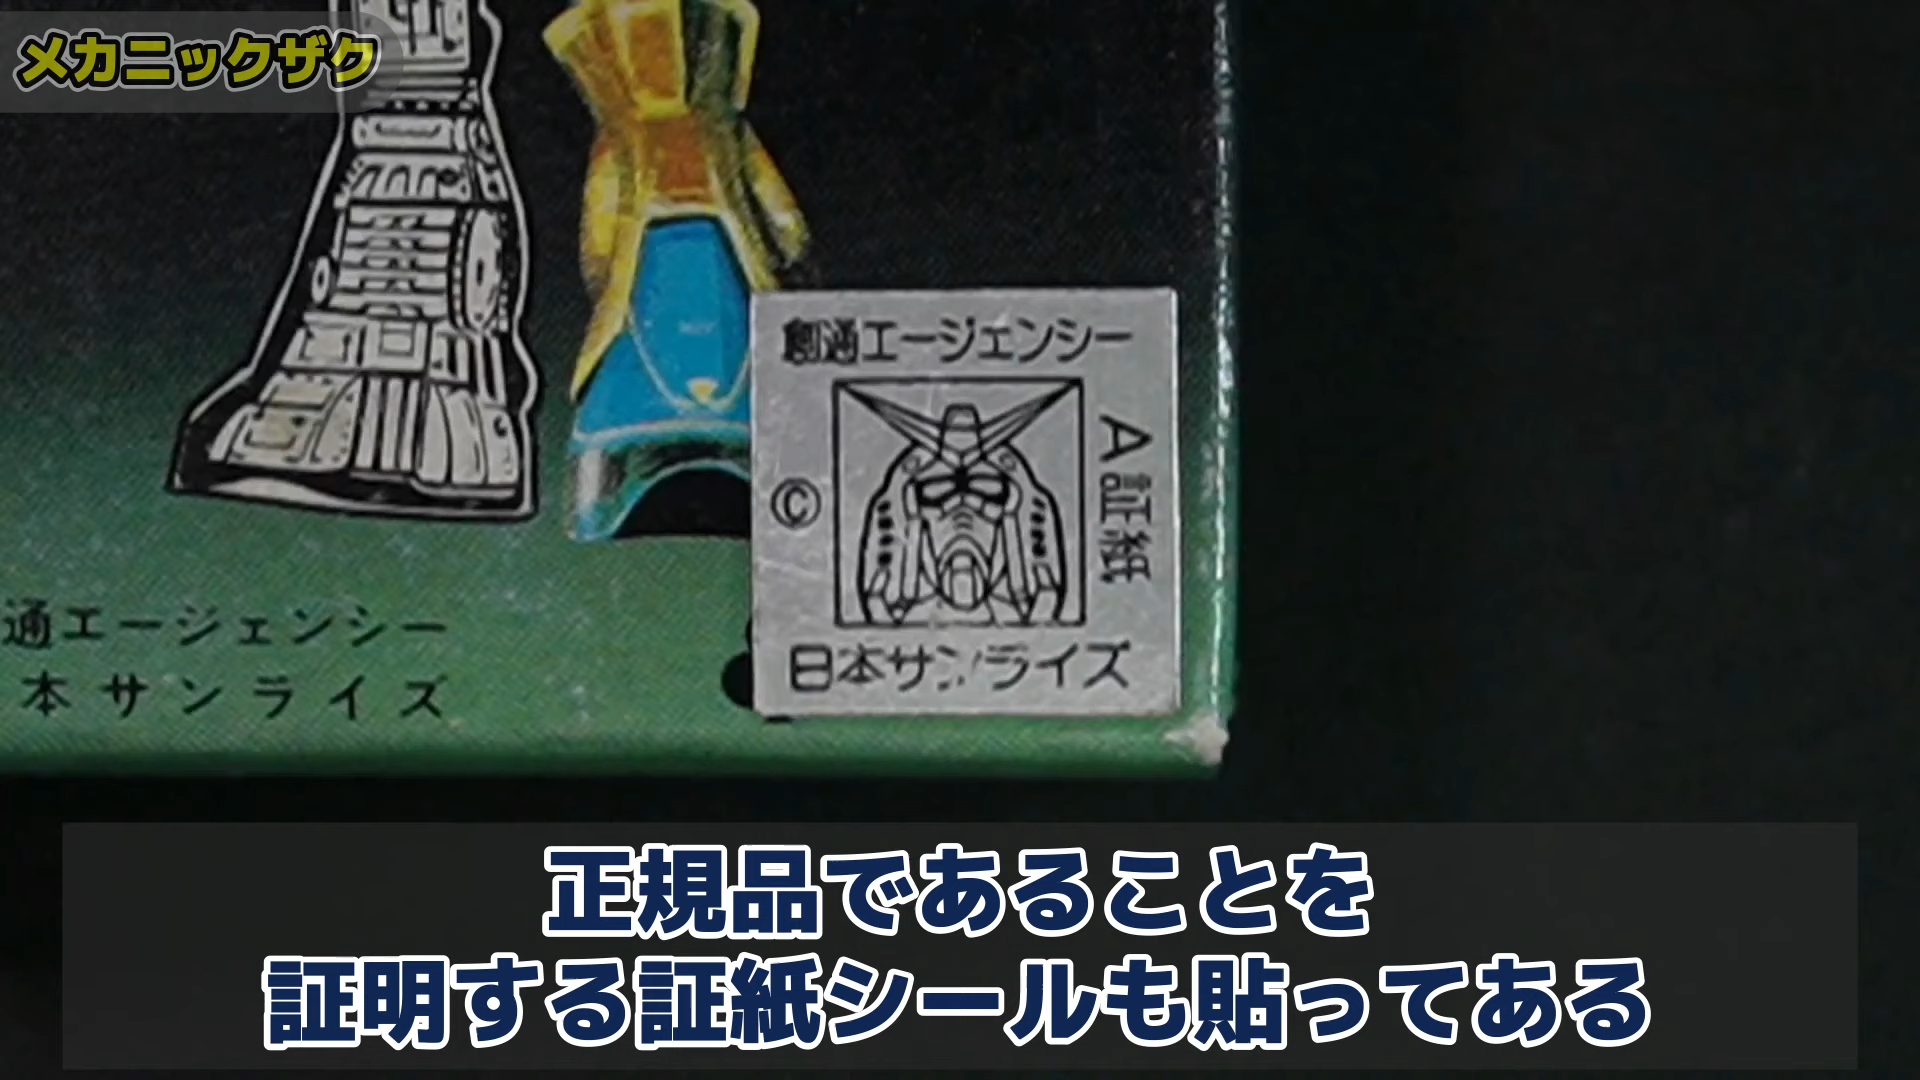 メカニックザク
創通エージェンシー
©
A証紙
日本サンライズ
通エージェンシー
本サンライズ
正規品であることを
証明する証紙シールも貼ってある